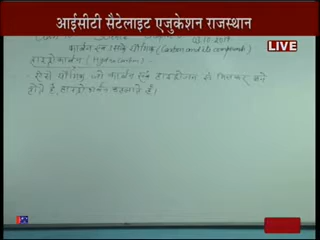 आईसीटी सैटेलाइट एजुकेशन राजस्थान
LIVE
कार्बन एवं उसके यौगिक (Carbon and its compounds)
हाइड्रोकार्बन (Hydrocarbon) -
- ऐसे यौगिक जो कार्बन एवं हाइड्रोजन से मिलकर बने
होते हैं, हाइड्रोकार्बन कहलाते हैं।